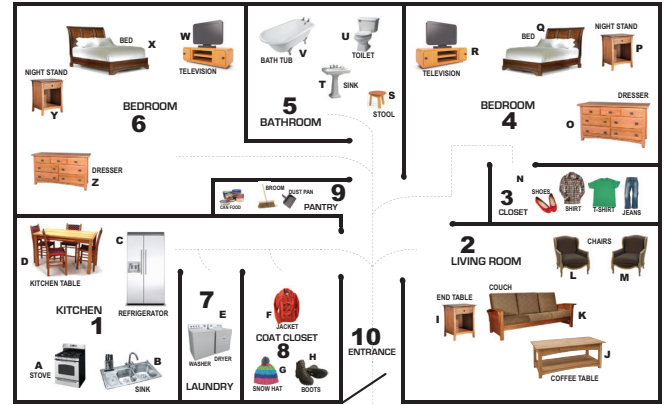 BED
X
W
TELEVISION
NIGHT STAND
Y
BEDROOM
6
DRESSER
Z
BATH TUB
V
U
TOILET
T
SINK
S
STOOL
5
BATHROOM
R
TELEVISION
Q
BED
NIGHT STAND
P
BEDROOM
4
DRESSER
O
CAN FOOD
BROOM
DUST PAN
9
PANTRY
N
3
CLOSET
SHOES
SHIRT
T-SHIRT
JEANS
D
KITCHEN TABLE
C
REFRIGERATOR
KITCHEN
1
A
STOVE
B
SINK
7
E
WASHER
DRYER
LAUNDRY
F
JACKET
COAT CLOSET
8
G
SNOW HAT
H
BOOTS
10
ENTRANCE
2
LIVING ROOM
CHAIRS
L
M
END TABLE
I
COUCH
K
J
COFFEE TABLE